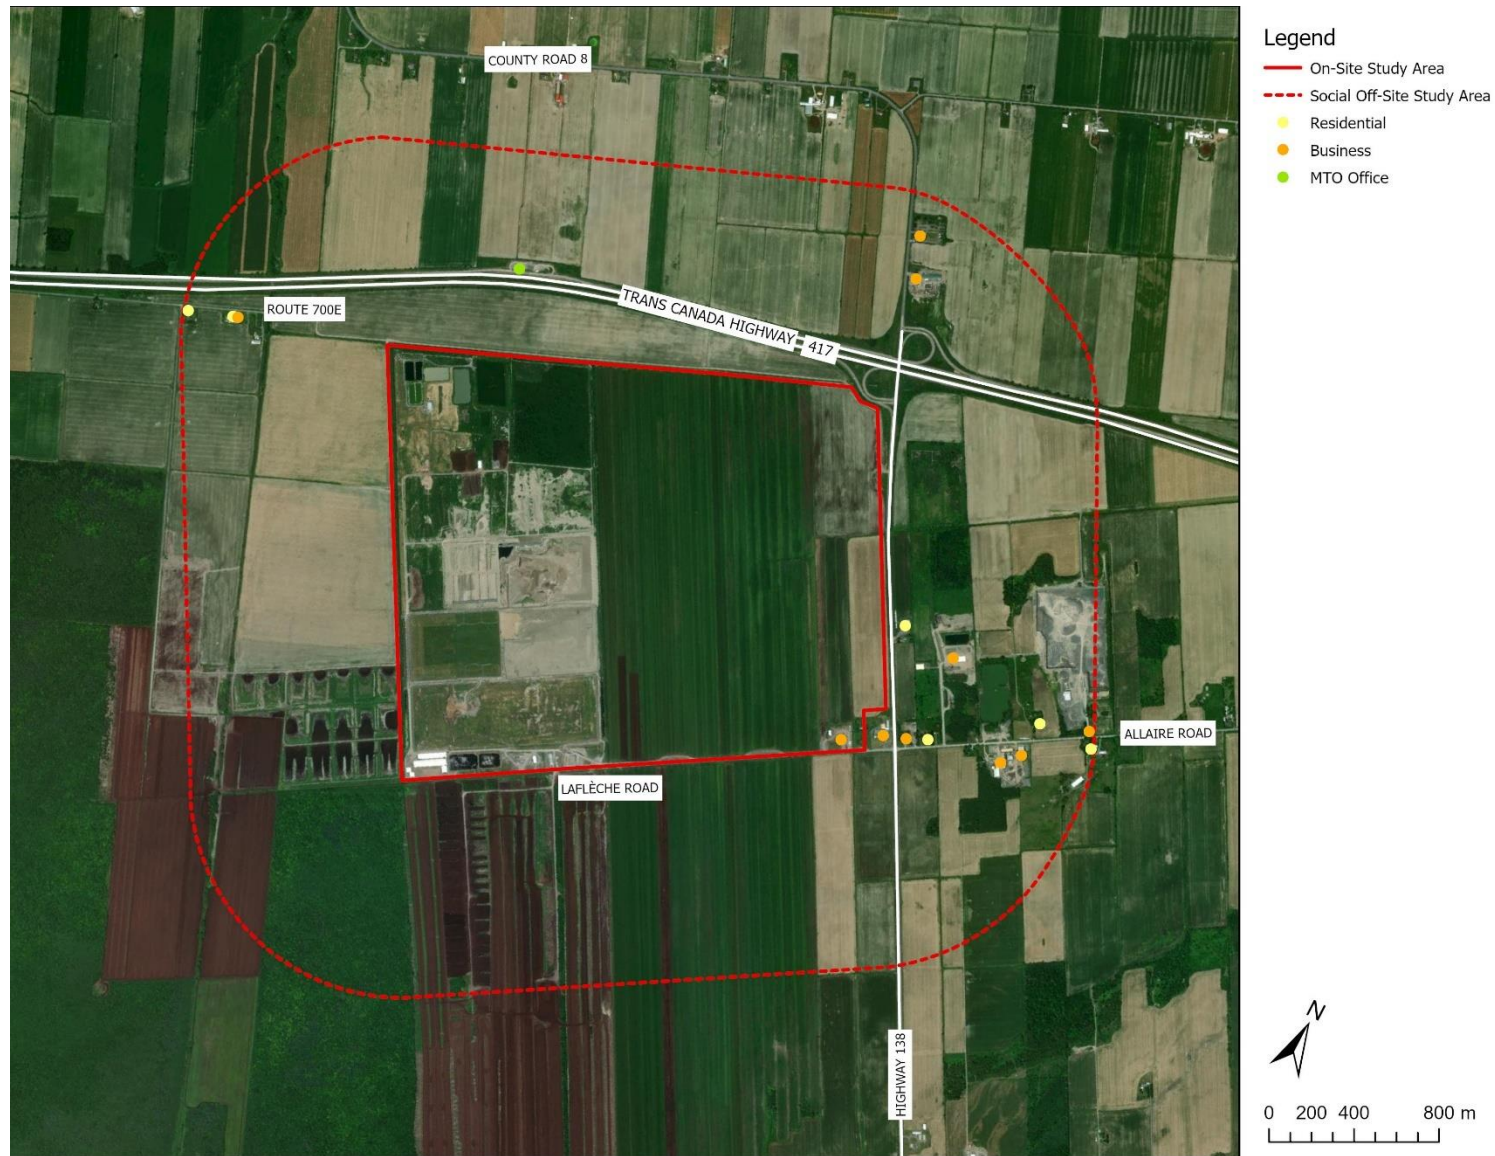 COUNTY ROAD 8
ROUTE 700E
TRANS CANADA HIGHWAY 417
LAFLÈCHE ROAD
ALLAIRE ROAD
HIGHWAY 138
Legend
On-Site Study Area
Social Off-Site Study Area
Residential
Business
MTO Office
N
0 200 400 800 m